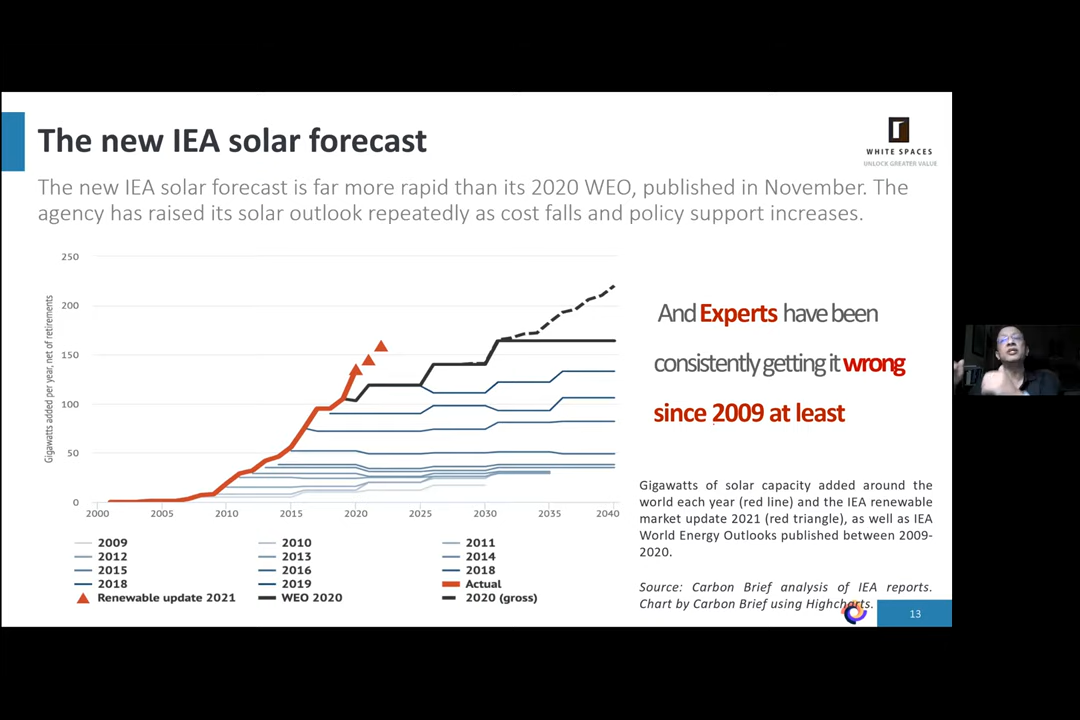 The new IEA solar forecast
WHITE SPACES
UNLOCK GREATER VALUE
The new IEA solar forecast is far more rapid than its 2020 WEO, published in November. The
agency has raised its solar outlook repeatedly as cost falls and policy support increases.
Gigawatts added per year, net of retirements
250
200
150
100
50
0
2000 2005 2010 2015 2020 2025 2030 2035 2040
2009 2010 2011
2012 2013 2014
2015 2016 2018
2018 2019 Actual
Renewable update 2021 WEO 2020 2020 (gross)
And Experts have been
consistently getting it wrong
since 2009 at least
Gigawatts of solar capacity added around the
world each year (red line) and the IEA renewable
market update 2021 (red triangle), as well as IEA
World Energy Outlooks published between 2009-
2020.
Source: Carbon Brief analysis of IEA reports.
Chart by Carbon Brief using Highcharts.
13